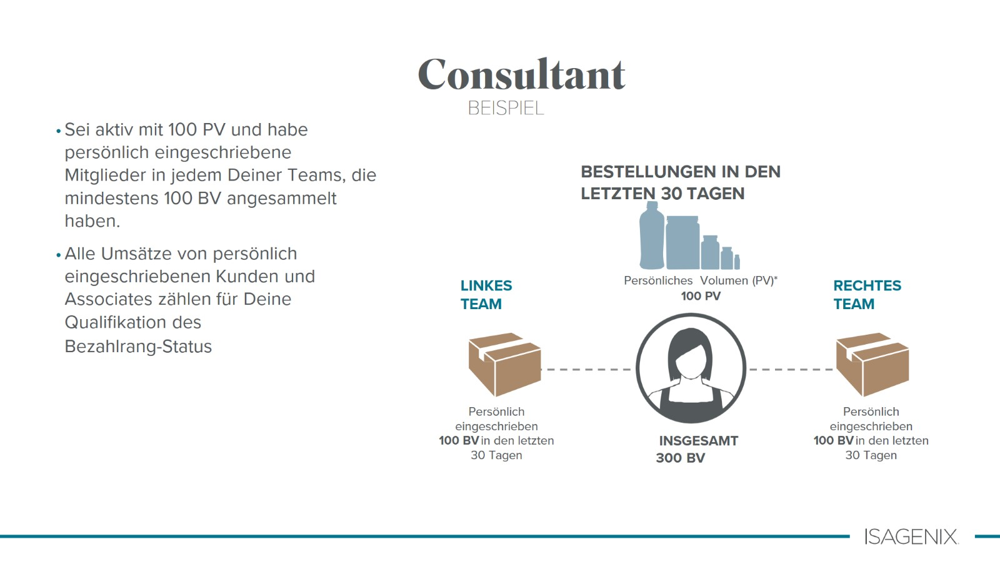 Consultant
BEISPIEL
• Sei aktiv mit 100 PV und habe
persönlich eingeschriebene
Mitglieder in jedem Deiner Teams, die
mindestens 100 BV angesammelt
haben.
• Alle Umsätze von persönlich
eingeschriebenen Kunden und
Associates zählen für Deine
Qualifikation des
Bezahlrang-Status
BESTELLUNGEN IN DEN
LETZTEN 30 TAGEN
Persönliches Volumen (PV)*
100 PV
LINKES
TEAM
Persönlich
eingeschrieben
100 BV in den letzten
30 Tagen
INSGESAMT
300 BV
RECHTES
TEAM
Persönlich
eingeschrieben
100 BV in den letzten
30 Tagen
ISAGENIX